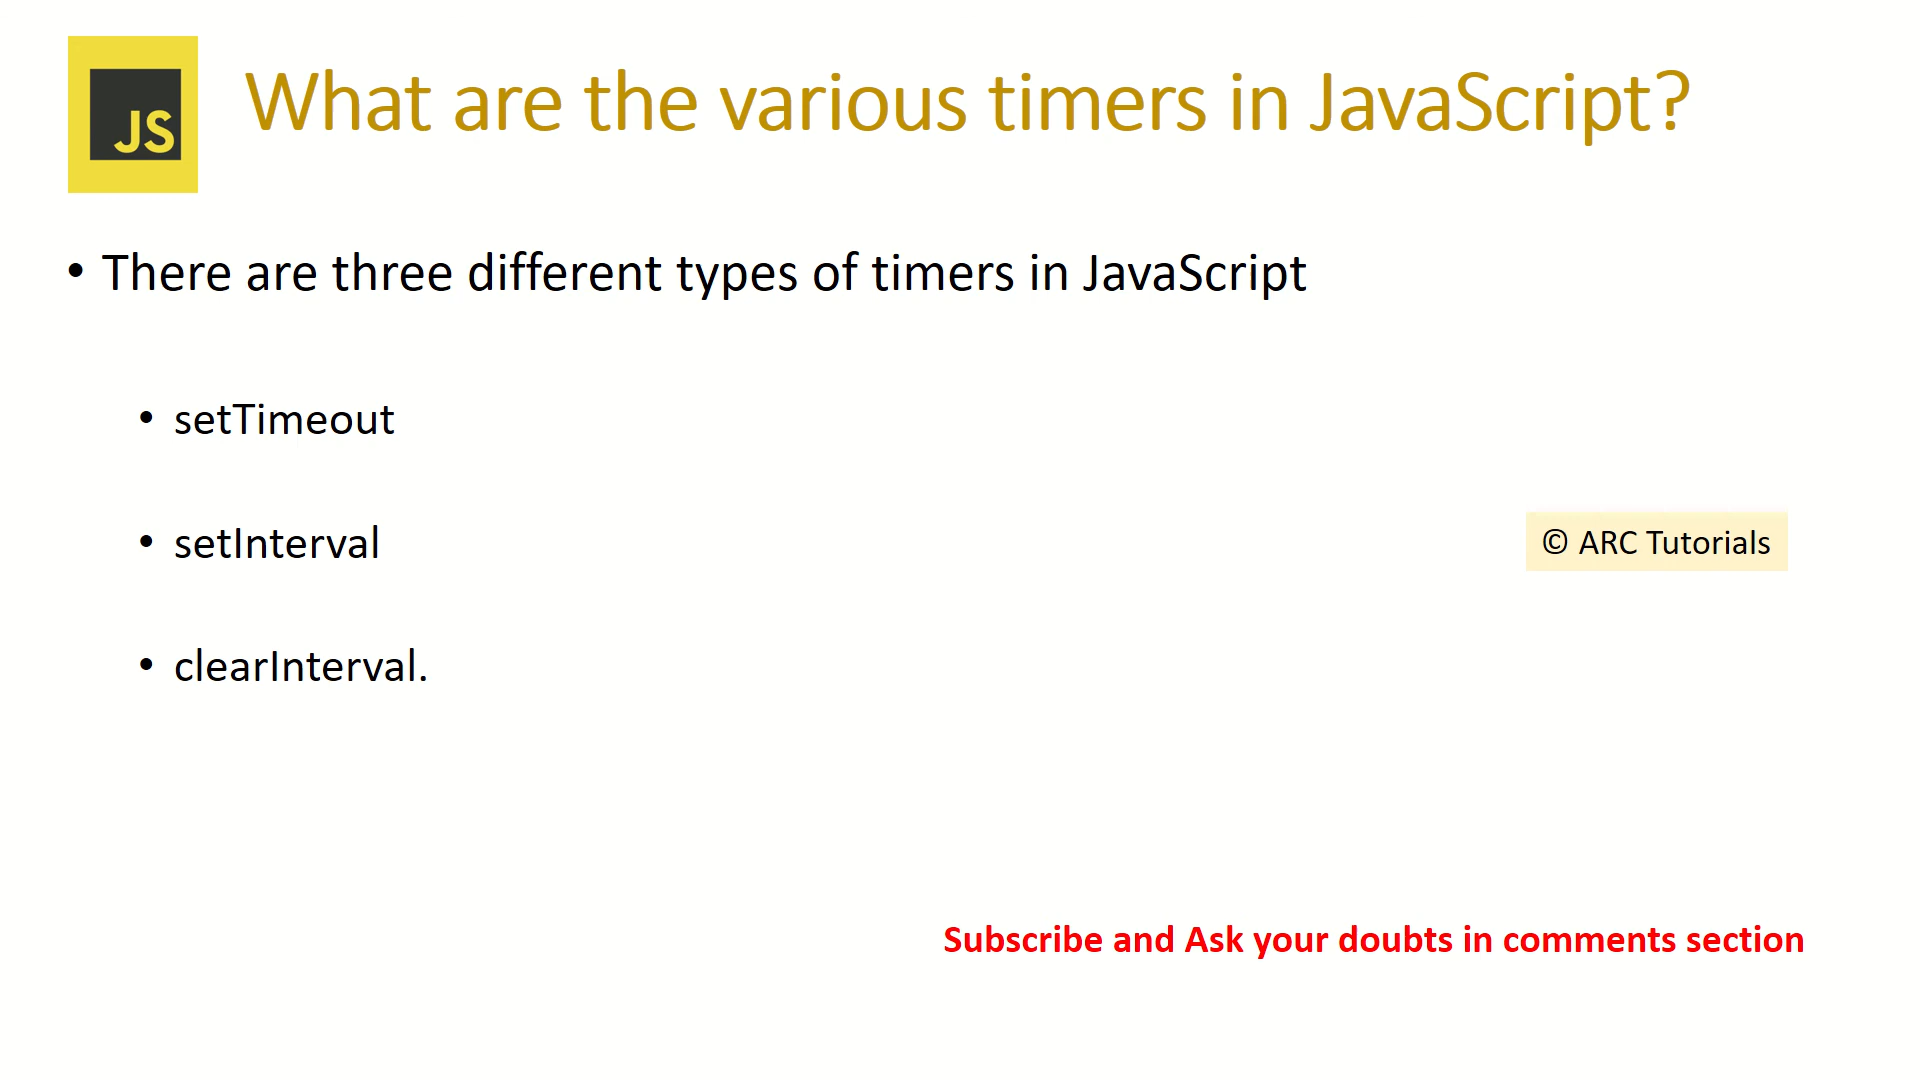 JS
What are the various timers in JavaScript?
• There are three different types of timers in JavaScript
• setTimeout
• setInterval
© ARC Tutorials
• clearInterval.
Subscribe and Ask your doubts in comments section